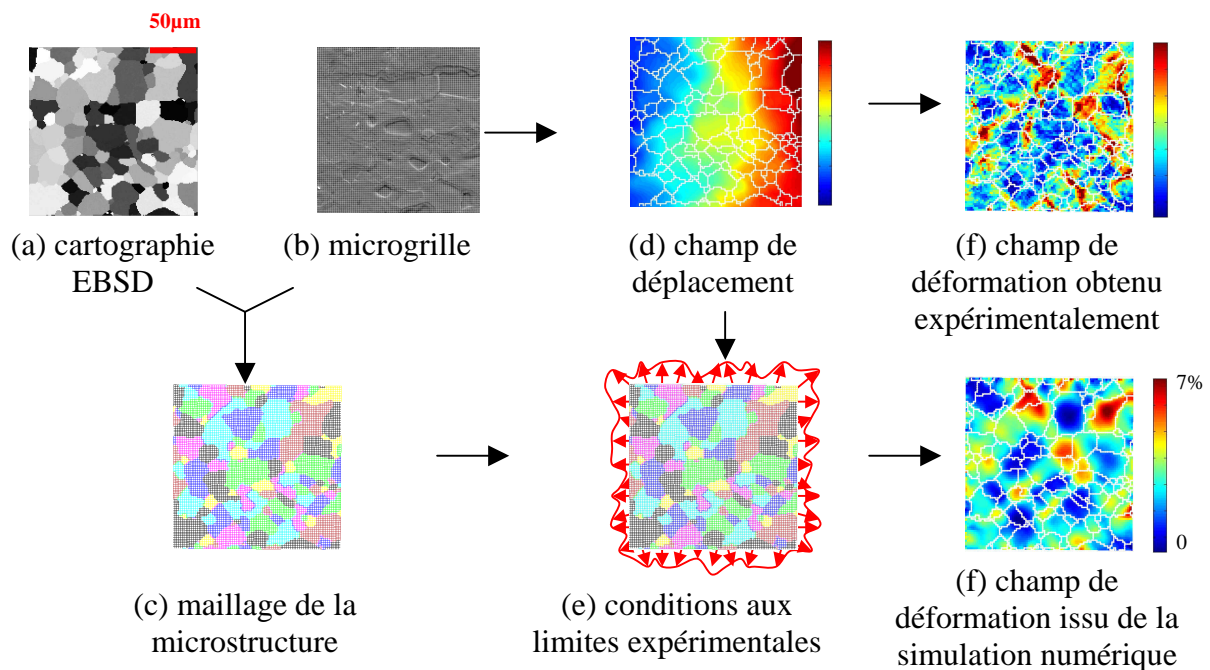 50µm
(a) cartographie
EBSD
(b) microgrille
(d) champ de
déplacement
(f) champ de
déformation obtenu
expérimentalement
7%
0
(c) maillage de la
microstructure
(e) conditions aux
limites expérimentales
(f) champ de
déformation issu de la
simulation numérique